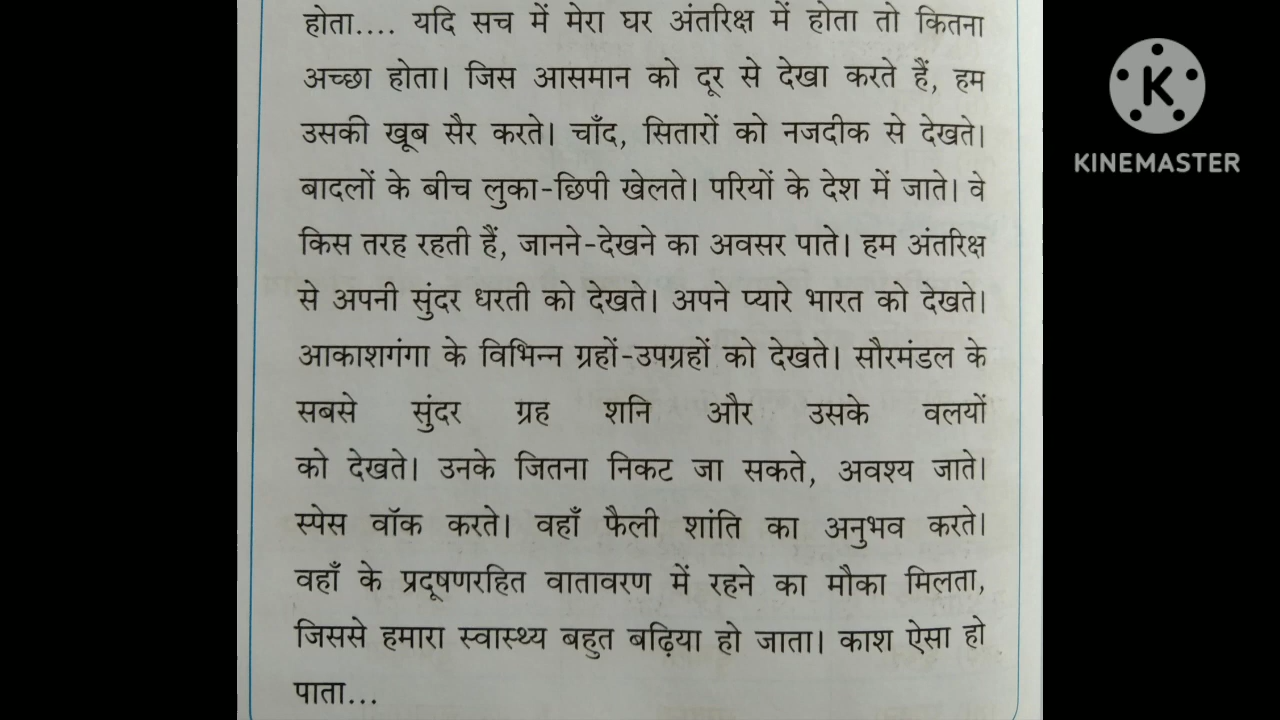 होता.... यदि सच में मेरा घर अंतरिक्ष में होता तो कितना
अच्छा होता। जिस आसमान को दूर से देखा करते हैं, हम
उसकी खूब सैर करते। चाँद, सितारों को नजदीक से देखते।
बादलों के बीच लुका-छिपी खेलते। परियों के देश में जाते। वे
किस तरह रहती हैं, जानने-देखने का अवसर पाते। हम अंतरिक्ष
से अपनी सुंदर धरती को देखते। अपने प्यारे भारत को देखते।
आकाशगंगा के विभिन्न ग्रहों-उपग्रहों को देखते। सौरमंडल के
सबसे सुंदर ग्रह शनि और उसके वलयों
को देखते। उनके जितना निकट जा सकते, अवश्य जाते।
स्पेस वॉक करते। वहाँ फैली शांति का अनुभव करते।
वहाँ के प्रदूषणरहित वातावरण में रहने का मौका मिलता,
जिससे हमारा स्वास्थ्य बहुत बढ़िया हो जाता। काश ऐसा हो
पाता...
K
KINEMASTER